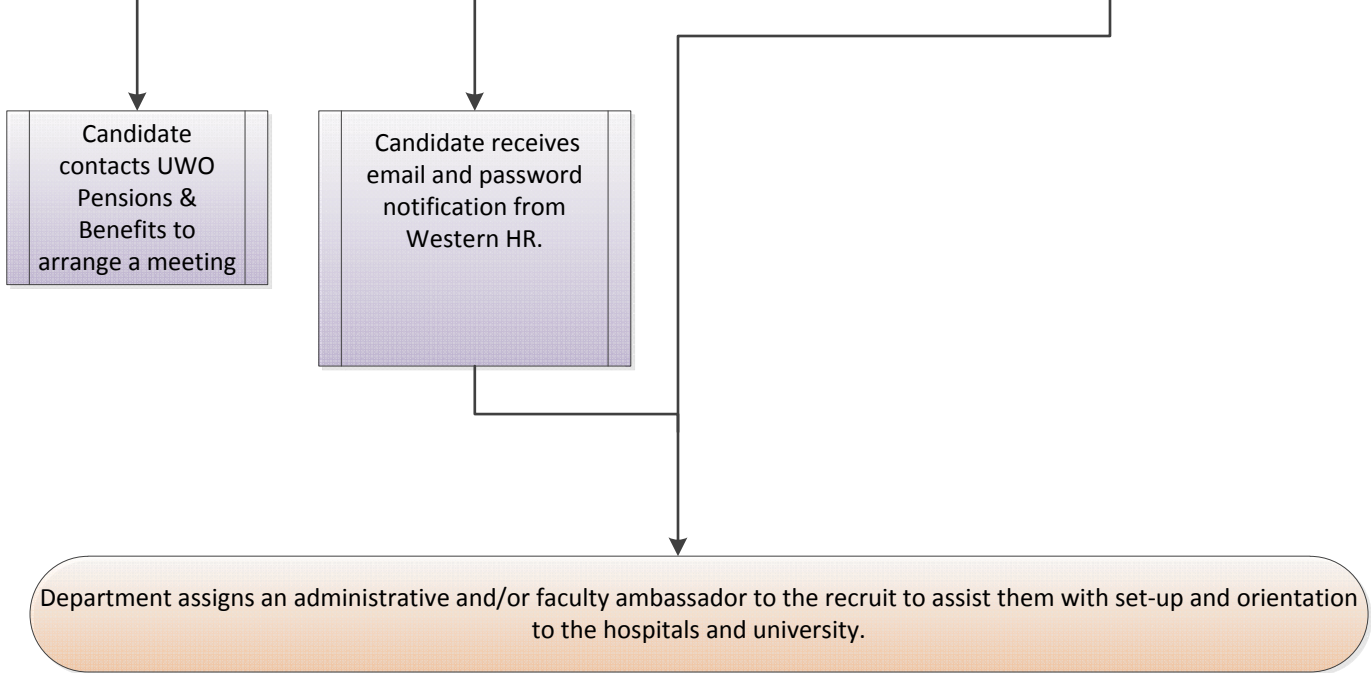 Candidate
contacts UWO
Pensions &
Benefits to
arrange a meeting
Candidate receives
email and password
notification from
Western HR.
Department assigns an administrative and/or faculty ambassador to the recruit to assist them with set-up and orientation
to the hospitals and university.